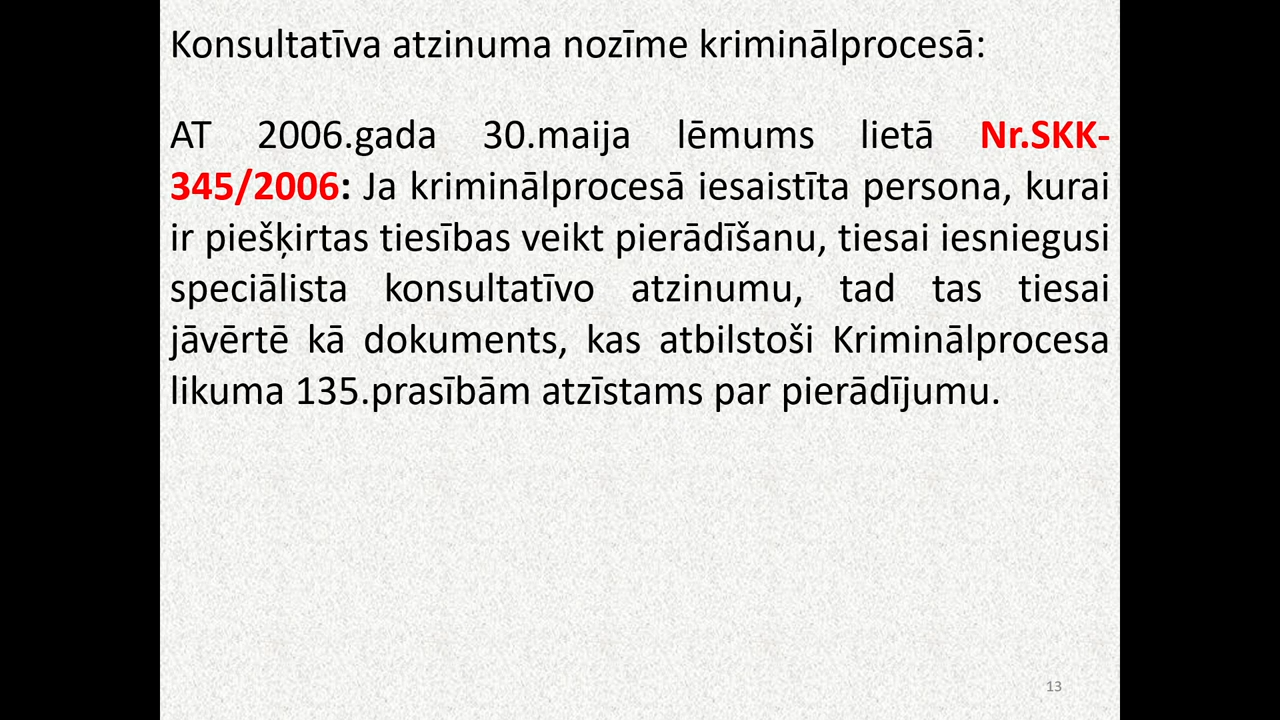 Konsultatīva atzinuma nozīme kriminālprocesā:
AT 2006.gada 30.maija lēmums lietā Nr.SKK-
345/2006: Ja kriminālprocesā iesaistīta persona, kurai
ir piešķirtas tiesības veikt pierādīšanu, tiesai iesniegusi
speciālista konsultatīvo atzinumu, tad tas tiesai
jāvērtē kā dokuments, kas atbilstoši Kriminālprocesa
likuma 135.prasībām atzīstams par pierādījumu.
13